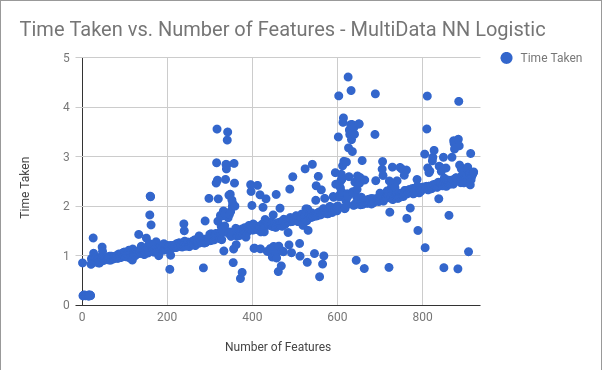 Time Taken vs. Number of Features - MultiData NN Logistic
Time Taken
5
4
3
2
1
0
Time Taken
0
200
400
600
800
Number of Features